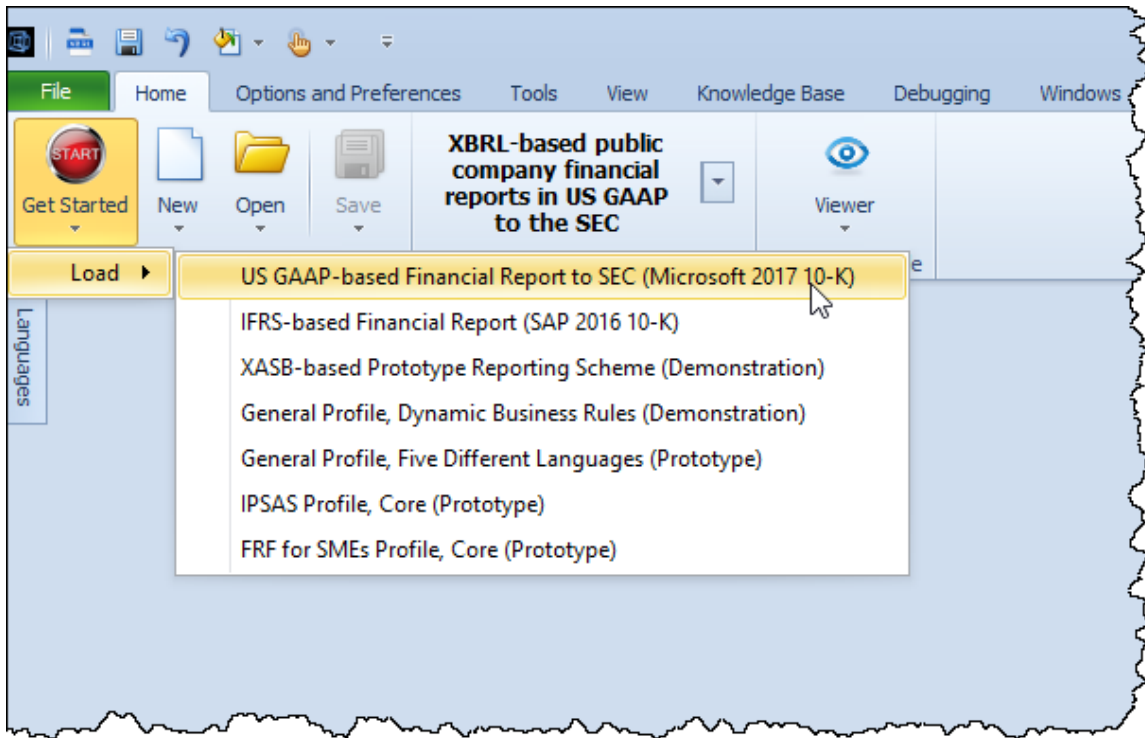 File Home Options and Preferences Tools View Knowledge Base Debugging Windows
START
Get Started New Open Save
XBRL-based public
company financial
reports in US GAAP
to the SEC
Viewer
Load
US GAAP-based Financial Report to SEC (Microsoft 2017 10-K)
IFRS-based Financial Report (SAP 2016 10-K)
XASB-based Prototype Reporting Scheme (Demonstration)
General Profile, Dynamic Business Rules (Demonstration)
General Profile, Five Different Languages (Prototype)
IPSAS Profile, Core (Prototype)
FRF for SMEs Profile, Core (Prototype)
Languages